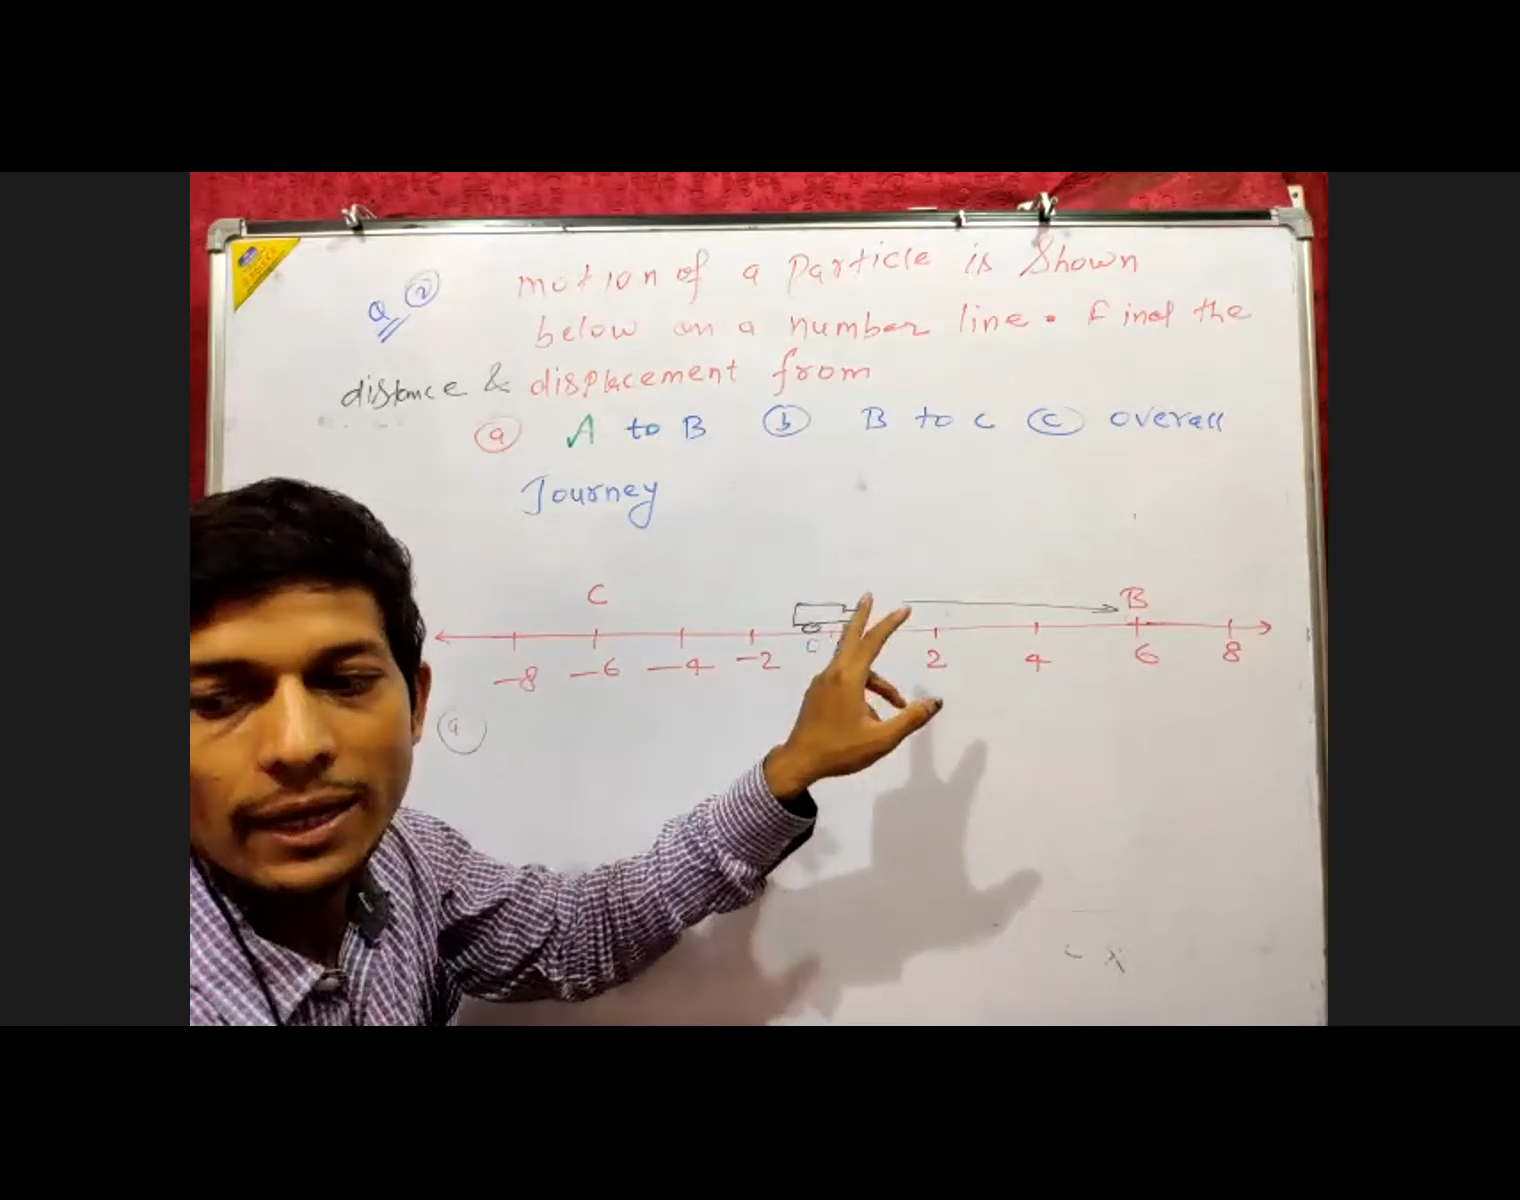 Q (2) motion of a Particle is Shown
below on a number line. Find the
distance & displacement from
(a) A to B (b) B to C (c) overall
Journey
C B
-8 -6 -4 -2 2 4 6 8
(a)